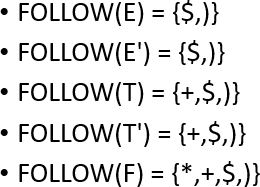 • FOLLOW(E) = {$,)}
• FOLLOW(E') = {$,)}
• FOLLOW(T) = {+,$,)}
• FOLLOW(T') = {+,$,)}
• FOLLOW(F) = {*,+,$,)}